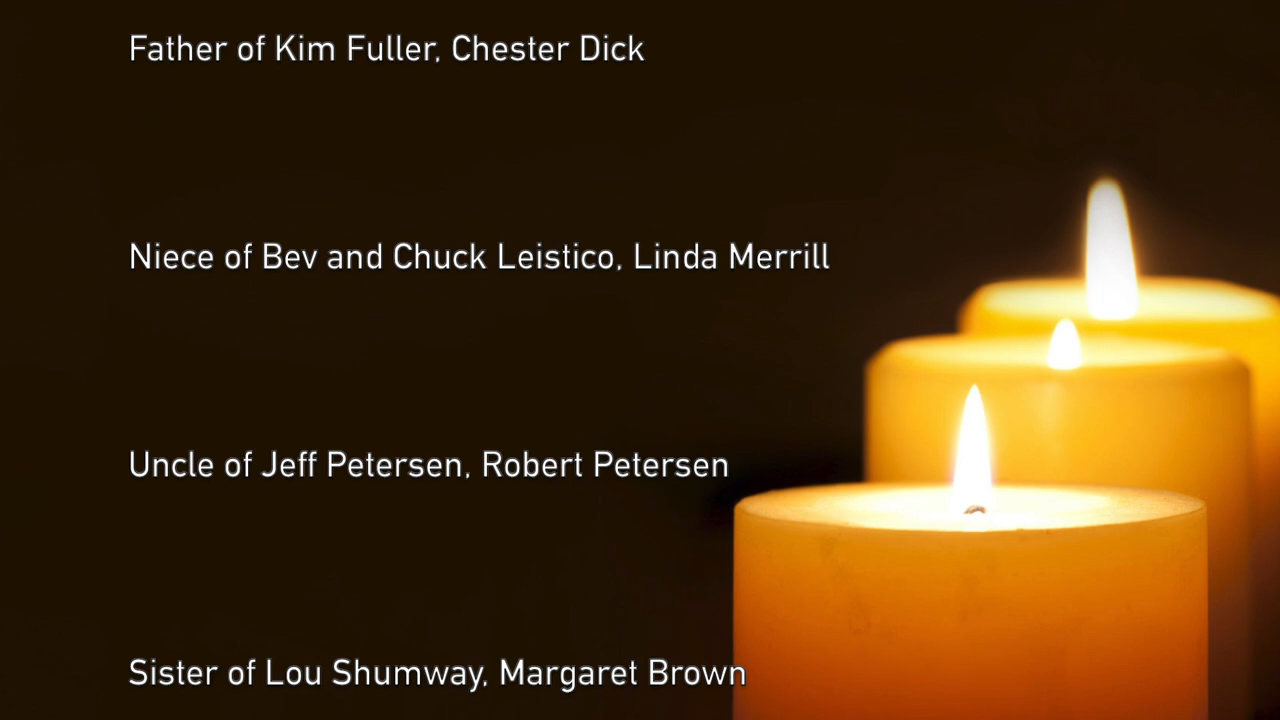 Father of Kim Fuller, Chester Dick
Niece of Bev and Chuck Leistico, Linda Merrill
Uncle of Jeff Petersen, Robert Petersen
Sister of Lou Shumway, Margaret Brown